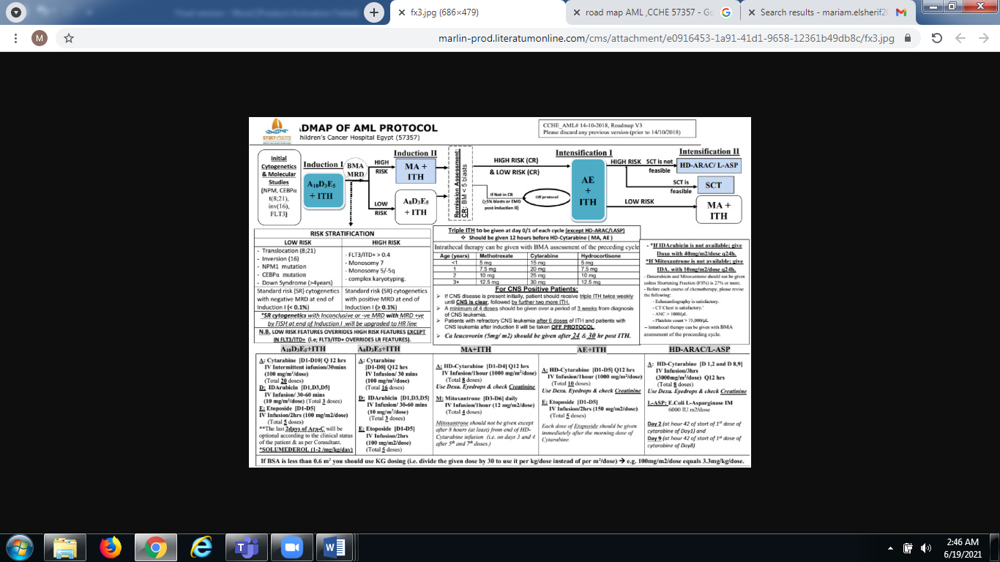 fx3.jpg (686×479)
road map AML ,CCHE 57357 - Go
Search results - mariam.elsherif20
M
marlin-prod.literatumonline.com/cms/attachment/e0916453-1a91-41d1-9658-12361b49db8c/fx3.jpg
57357
ADMAP OF AML PROTOCOL
hildren's Cancer Hospital Egypt (57357)
CCHE_AML# 14-10-2018, Roadmap V3
Please discard any previous version (prior to 14/10/2018)
Initial
Cytogenetics
& Molecular
Studies
(NPM, CEBPα
t(8;21),
inv(16),
FLT3)
Induction I
A10D3E5
+ ITH
BMA
MRD
HIGH
RISK
LOW
RISK
Induction II
MA +
ITH
A8D3E5
+ ITH
Remission Assessment:
CR: BM < 5 blasts
HIGH RISK (CR)
& LOW RISK (CR)
If Not in CR
(≥5% blasts or EMD
post induction II)
Off protocol
Intensification I
AE
+
ITH
HIGH RISK
SCT is not
feasible
SCT is
feasible
LOW RISK
Intensification II
HD-ARAC/ L-ASP
SCT
MA +
ITH
RISK STRATIFICATION
LOW RISK
HIGH RISK
- Translocation (8;21)
- Inversion (16)
- NPM1 mutation
- CEBPα mutation
- Down Syndrome (>4years)
- FLT3/ITD+ > 0.4
- Monosomy 7
- Monosomy 5/-5q
- complex karyotyping.
Standard risk (SR) cytogenetics
with negative MRD at end of
Induction I (< 0.1%)
Standard risk (SR) cytogenetics
with positive MRD at end of
Induction I (> 0.1%)
*SR cytogenetics with Inconclusive or -ve MRD with MRD +ve
by FISH at end of Induction I, will be upgraded to HR line
N.B. LOW RISK FEATURES OVERRIDES HIGH RISK FEATURES EXCEPT
IN FLT3/ITD+ (i.e; FLT3/ITD+ OVERRIDES LR FEATURES).
Triple ITH to be given at day 0/1 of each cycle (except HD-ARAC/LASP)
❖ Should be given 12 hours before HD-Cytarabine ( MA, AE )
Intrathecal therapy can be given with BMA assessment of the preceding cycle
Age (years) Methotrexate Cytarabine Hydrocortisone
<1 5 mg 15 mg 5 mg
1 7.5 mg 20 mg 7.5 mg
2 10 mg 25 mg 10 mg
3+ 12.5 mg 30 mg 12.5 mg
For CNS Positive Patients:
➢ If CNS disease is present initially, patient should receive triple ITH twice weekly
until CNS is clear, followed by further two more ITH.
➢ A minimum of 4 doses should be given over a period of 3 weeks from diagnosis
of CNS leukemia.
➢ Patients with refractory CNS leukemia after 6 doses of ITH and patients with
CNS leukemia after induction II will be taken OFF PROTOCOL.
➢ Ca leucovorin (5mg/ m2) should be given after 24 & 30 hr post ITH.
- *If IDArubicin is not available; give
Doxo with 40mg/m2/dose q24h.
*If Mitoxantrone is not available; give
IDA. with 10mg/m2/dose q24h.
- Doxorubicin and Mitoxantrone should not be given
unless Shortening Fraction (FS%) is 27% or more.
- Before each course of chemotherapy, please revise
the following:
- Echocardiography is satisfactory.
- CT Chest is satisfactory.
- ANC > 1000/μL
- Platelets count > 75,000/μL
- Intrathecal therapy can be given with BMA
assessment of the preceding cycle.
A10D3E5+ITH
A8D3E5+ITH
MA+ITH
AE+ITH
HD-ARAC/L-ASP
A: Cytarabine [D1-D10] Q 12 hrs
IV Intermittent infusion/30mins
(100 mg/m²/dose)
(Total 20 doses)
D: IDArubicin [D1,D3,D5]
IV Infusion/ 30-60 mins
(10 mg/m²/dose) (Total 3 doses)
E: Etoposide [D1-D5]
IV Infusion/2hrs (100 mg/m²/dose)
(Total 5 doses)
**The last 2days of Ara-C will be
optional according to the clinical status
of the patient & as per Consultant.
*SOLUMEDEROL (1-2 /mg/kg/day)
A: Cytarabine
[D1-D8] Q12 hrs
IV Infusion/ 30 mins
(100 mg/m²/dose)
(Total 16 doses)
D: IDArubicin [D1,D3,D5]
IV Infusion/ 30-60 mins
(10 mg/m²/dose)
(Total 3 doses)
E: Etoposide [D1-D5]
IV Infusion/2hrs
(100 mg/m2/dose)
(Total 5 doses)
A: HD-Cytarabine [D1-D4] Q12 hrs
IV Infusion/1hour (1000 mg/m²/dose)
(Total 8 doses)
Use Dexa. Eyedrops & check Creatinine
M: Mitoxantrone [D3-D6] daily
IV Infusion/1hour (12 mg/m2/dose)
(Total 4 doses)
Mitoxantrone should not be given except
after 8 hours (at least) from end of HD-
Cytarabine infusion (i.e. on days 3 and 4
after 5th and 7th doses.)
A: HD-Cytarabine [D1-D5] Q12 hrs
IV Infusion/1hour (1000 mg/m²/dose)
(Total 10 doses)
Use Dexa. Eyedrops & check Creatinine
E: Etoposide [D1-D5]
IV Infusion/2hrs (150 mg/m2/dose)
(Total 5 doses)
Each dose of Etoposide should be given
immediately after the morning dose of
Cytarabine.
A: HD-Cytarabine [D 1,2 and D 8,9]
IV Infusion/3hrs
(3000mg/m²/dose) Q12 hrs
(Total 8 doses)
Use Dexa. Eyedrops & check Creatinine
L-ASP: E.Coli L-Asparginase IM
6000 IU m2/dose
Day 2 (at hour 42 of start of 1st dose of
cytarabine of Day1) and
Day 9 (at hour 42 of start of 1st dose of
cytarabine of Day8)
If BSA is less than 0.6 m² you should use KG dosing (i.e. divide the given dose by 30 to use it per kg/dose instead of per m²/dose) → e.g. 100mg/m2/dose equals 3.3mg/kg/dose.
2:46 AM
6/19/2021